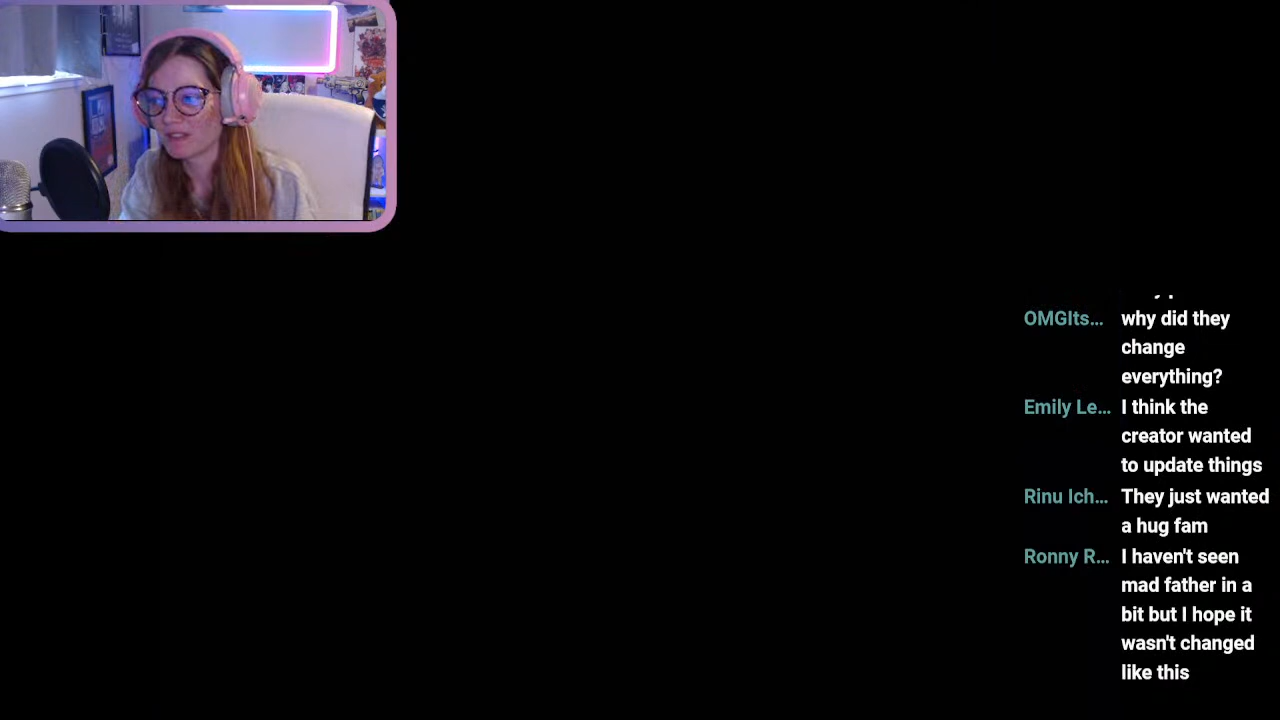 OMGIts... why did they
change
everything?
Emily Le... I think the
creator wanted
to update things
Rinu Ich... They just wanted
a hug fam
Ronny R... I haven't seen
mad father in a
bit but I hope it
wasn't changed
like this